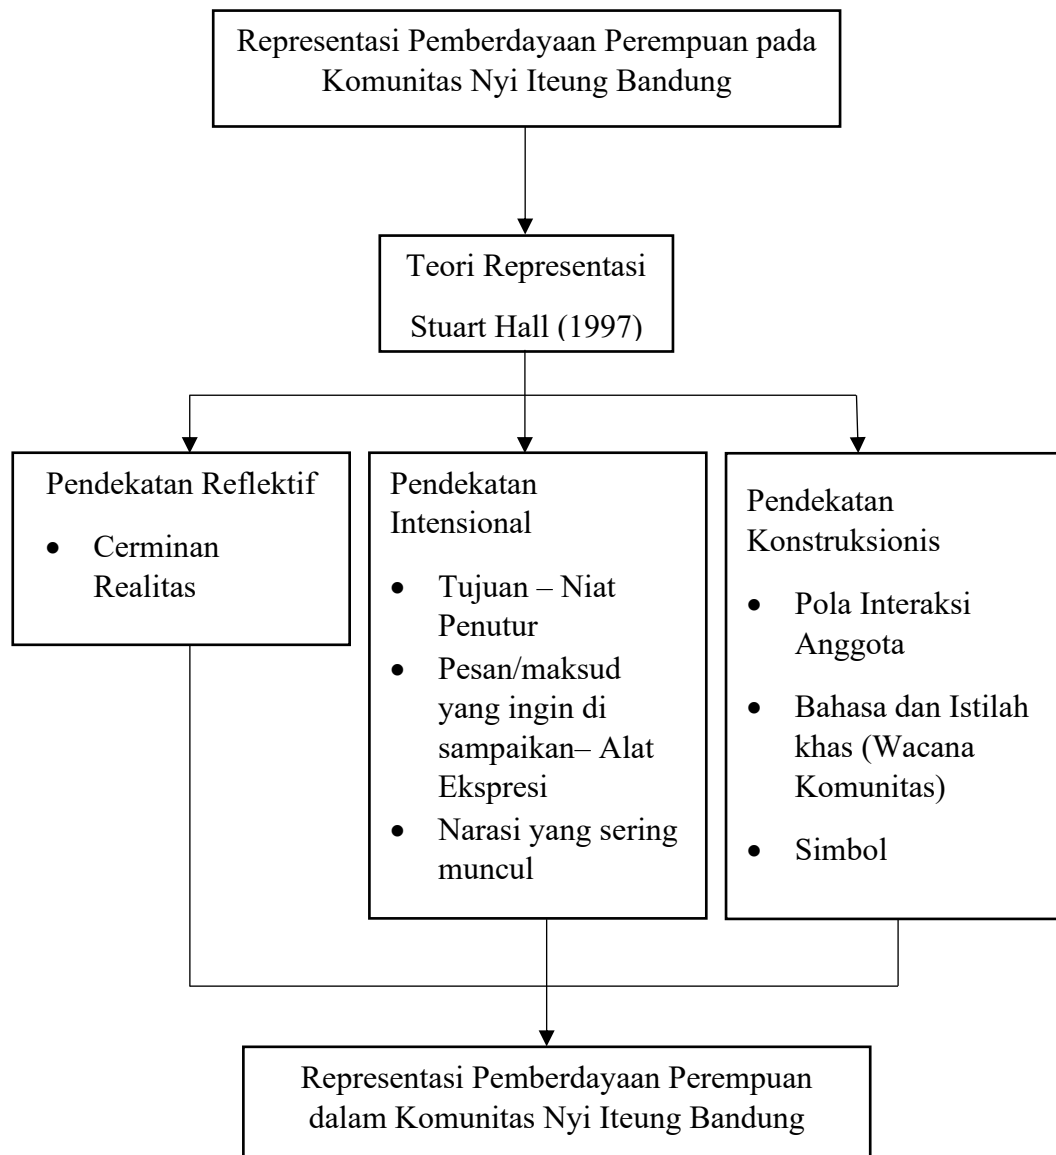 Representasi Pemberdayaan Perempuan pada
Komunitas Nyi Iteung Bandung
Teori Representasi
Stuart Hall (1997)
Pendekatan Reflektif
• Cerminan
Realitas
Pendekatan
Intensional
• Tujuan – Niat
Penutur
• Pesan/maksud
yang ingin di
sampaikan– Alat
Ekspresi
• Narasi yang sering
muncul
Pendekatan
Konstruksionis
• Pola Interaksi
Anggota
• Bahasa dan Istilah
khas (Wacana
Komunitas)
• Simbol
Representasi Pemberdayaan Perempuan
dalam Komunitas Nyi Iteung Bandung